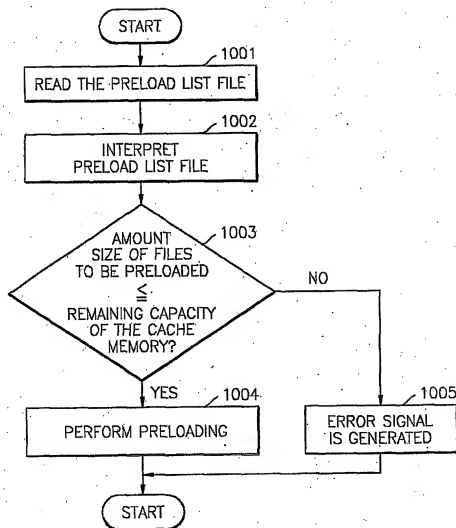 START
1001
READ THE PRELOAD LIST FILE
1002
INTERPRET
PRELOAD LIST FILE
1003
AMOUNT
SIZE OF FILES
TO BE PRELOADED
≦
REMAINING CAPACITY
OF THE CACHE
MEMORY?
NO
YES
1004
PERFORM PRELOADING
1005
ERROR SIGNAL
IS GENERATED
START